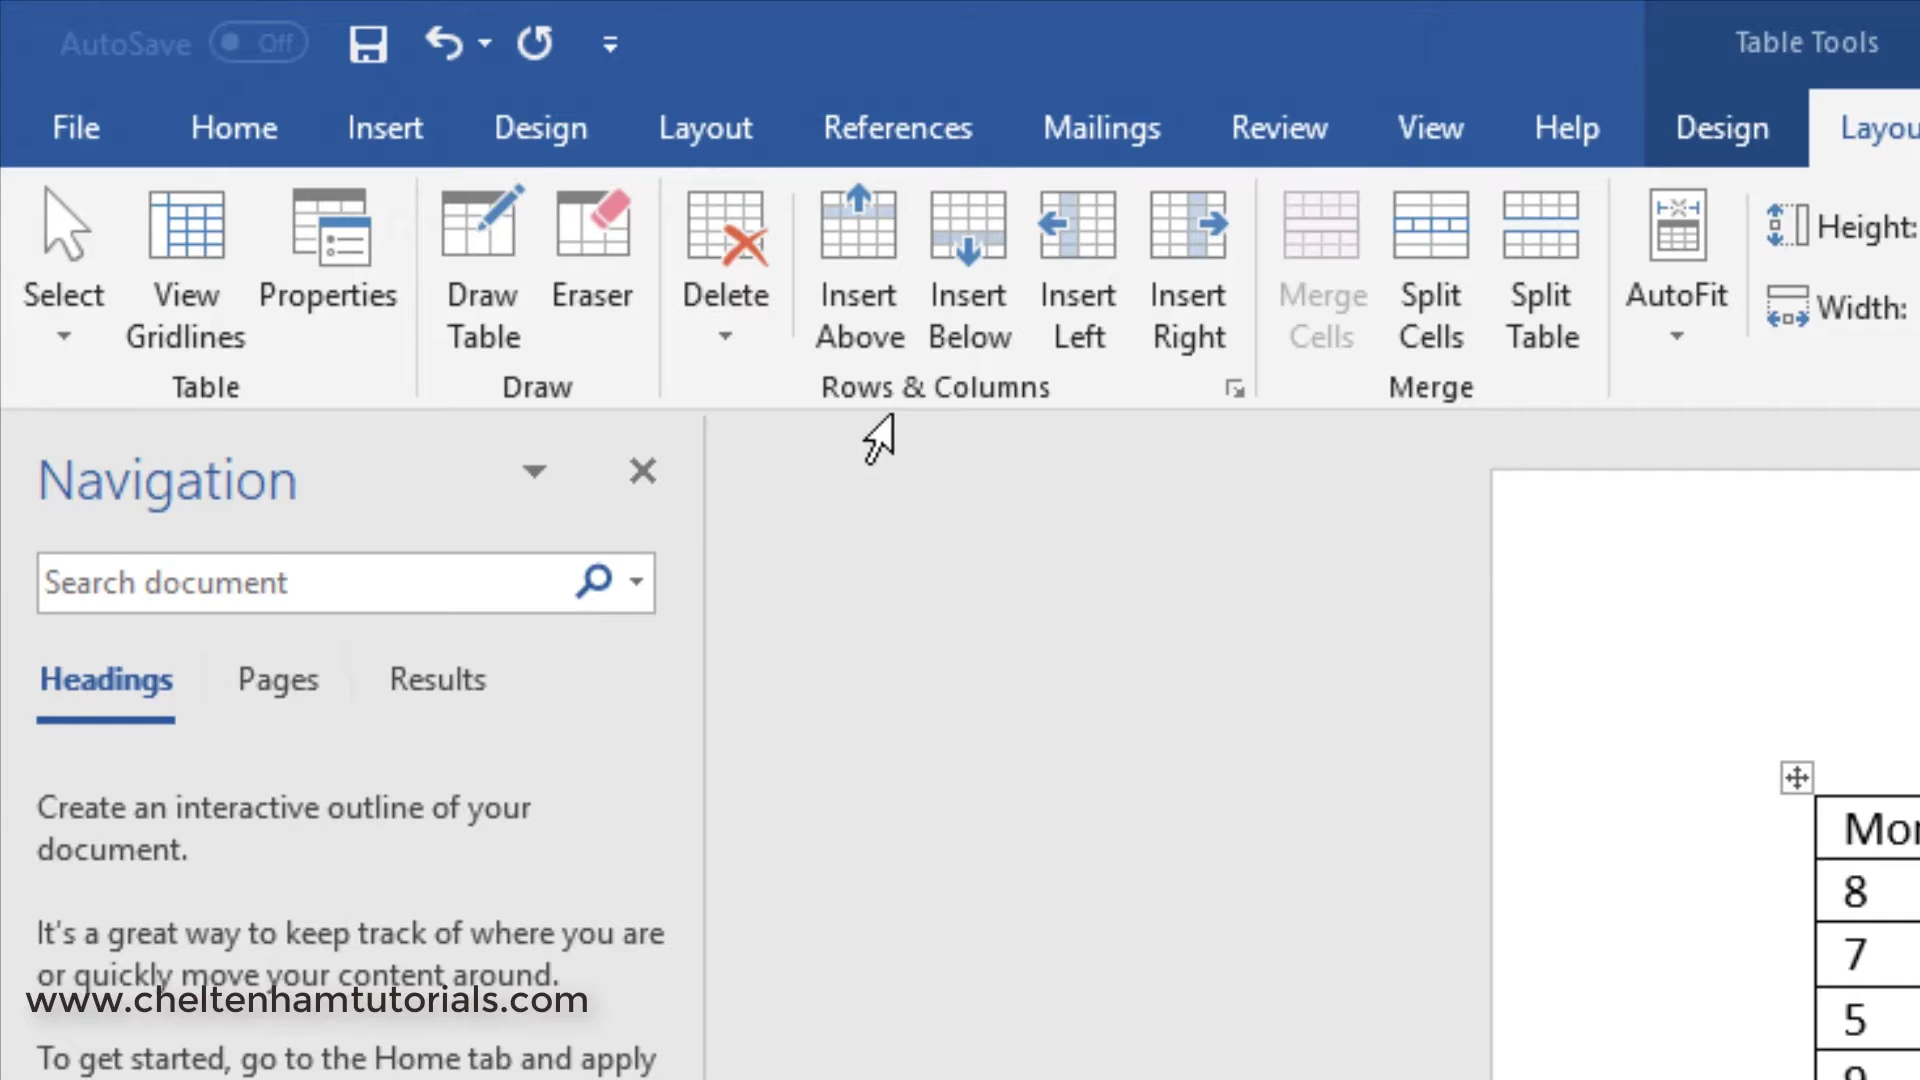 AutoSave Off
Table Tools
File Home Insert Design Layout References Mailings Review View Help Design Layou
Select View Gridlines Properties
Table
Draw Table Eraser
Draw
Delete Insert Above Insert Below Insert Left Insert Right
Rows & Columns
Merge Cells Split Cells Split Table
Merge
AutoFit
Height:
Width:
Navigation
Search document
Headings Pages Results
Create an interactive outline of your
document.
It's a great way to keep track of where you are
or quickly move your content around.
www.cheltenhamtutorials.com
To get started, go to the Home tab and apply
Mon
8
7
5
9